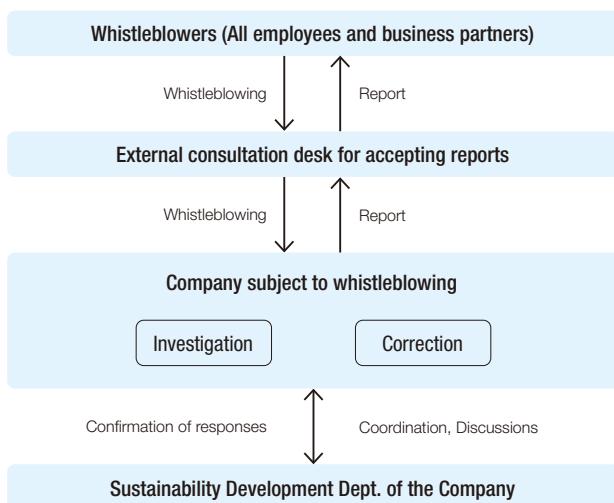 Whistleblowers (All employees and business partners)
Whistleblowing
Report
External consultation desk for accepting reports
Whistleblowing
Report
Company subject to whistleblowing
Investigation
Correction
Confirmation of responses
Coordination, Discussions
Sustainability Development Dept. of the Company